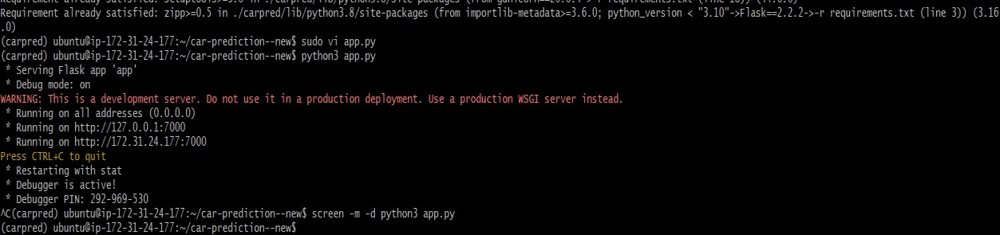 Requirement already satisfied: zipp>=0.5 in ./carpred/lib/python3.8/site-packages (from importlib-metadata>=3.6.0; python_version < "3.10"->Flask==2.2.2->-r requirements.txt (line 3)) (3.16
.0)
(carpred) ubuntu@ip-172-31-24-177:~/car-prediction--new$ sudo vi app.py
(carpred) ubuntu@ip-172-31-24-177:~/car-prediction--new$ python3 app.py
 * Serving Flask app 'app'
 * Debug mode: on
WARNING: This is a development server. Do not use it in a production deployment. Use a production WSGI server instead.
 * Running on all addresses (0.0.0.0)
 * Running on http://127.0.0.1:7000
 * Running on http://172.31.24.177:7000
Press CTRL+C to quit
 * Restarting with stat
 * Debugger is active!
 * Debugger PIN: 292-969-530
^C(carpred) ubuntu@ip-172-31-24-177:~/car-prediction--new$ screen -m -d python3 app.py
(carpred) ubuntu@ip-172-31-24-177:~/car-prediction--new$